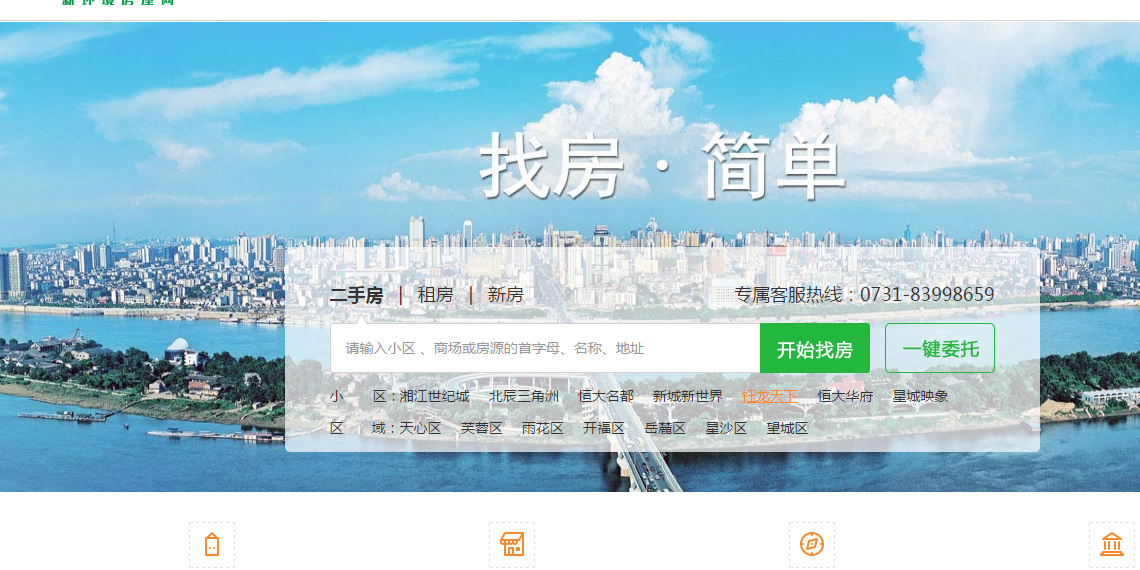 找房·简单
二手房 | 租房 | 新房 专属客服热线：0731-83998659
请输入小区 、商场或房源的首字母、名称、地址 开始找房 一键委托
小 区：湘江世纪城 北辰三角洲 恒大名都 新城新世界 钰龙天下 恒大华府 星城映象
区 域：天心区 芙蓉区 雨花区 开福区 岳麓区 星沙区 望城区